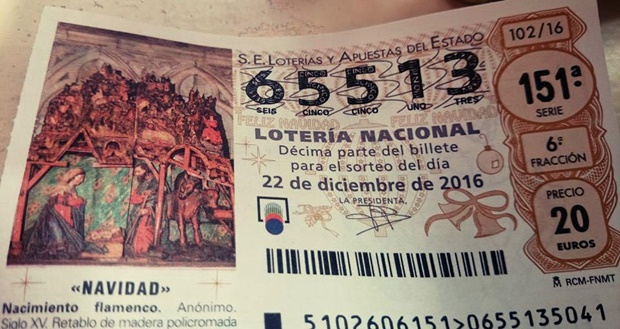 S.E. LOTERÍAS Y APUESTAS DEL ESTADO
102/16
65513
SEIS CINCO CINCO UNO TRES
FELIZ NAVIDAD FELIZ NAVIDAD
LOTERÍA NACIONAL
Décima parte del billete
para el sorteo del día
22 de diciembre de 2016
LA PRESIDENTA,
151ª
SERIE
6ª
FRACCIÓN
PRECIO
20
EUROS
RCM-FNMT
«NAVIDAD»
Nacimiento flamenco. Anónimo.
Siglo XV. Retablo de madera policromada
5102606151>0655135041